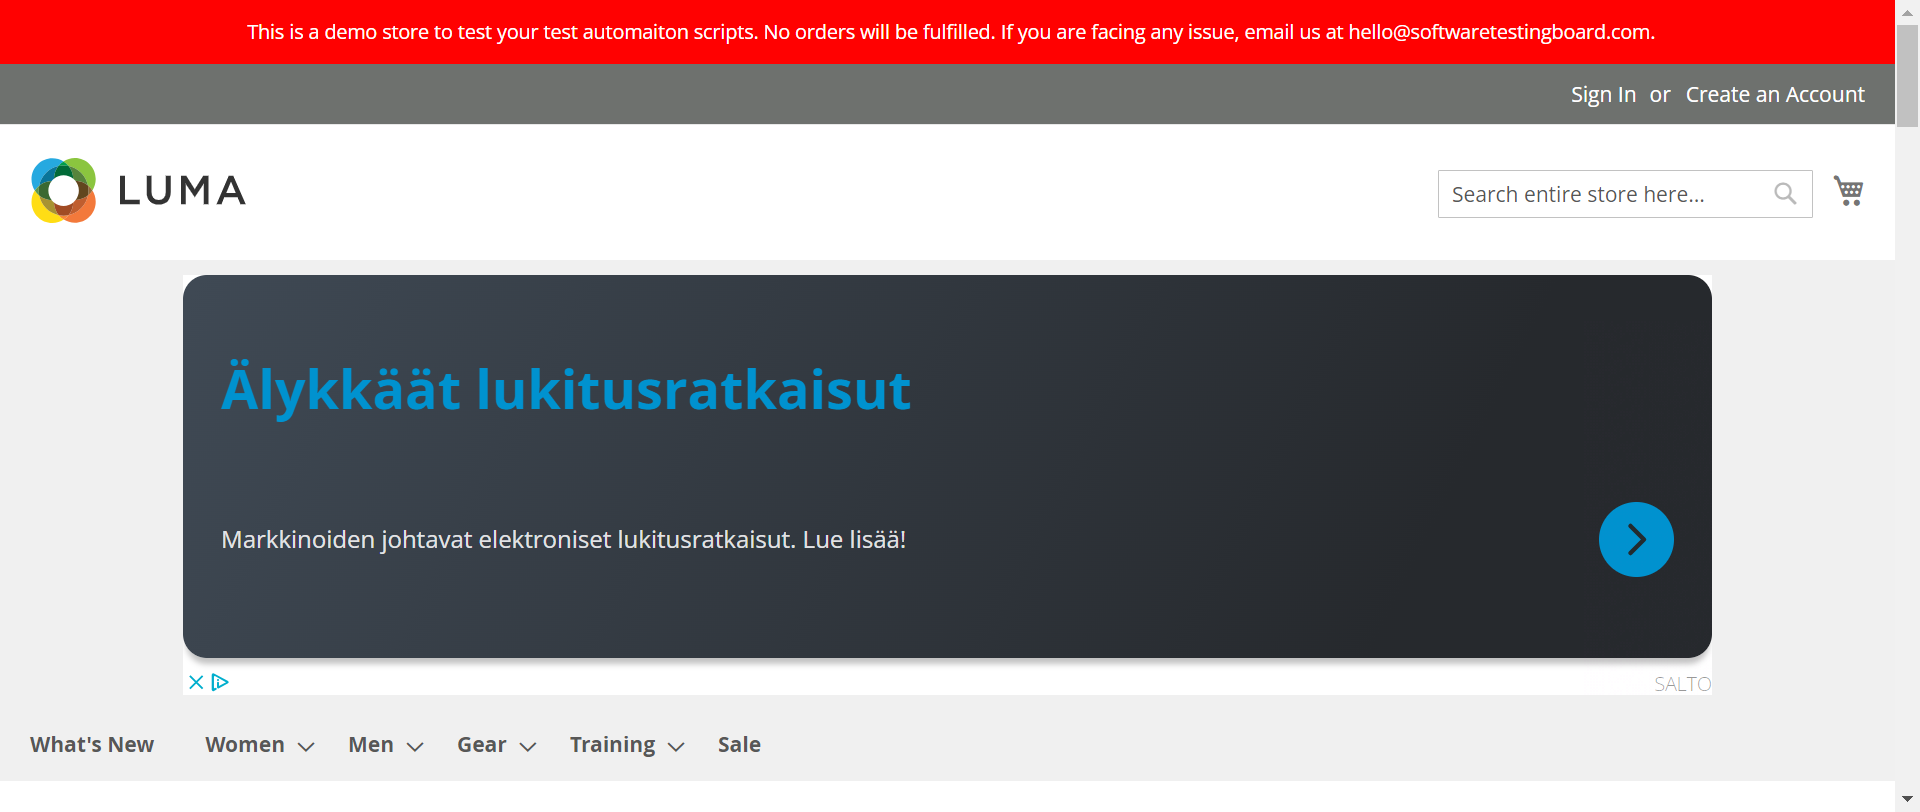 This is a demo store to test your test automaiton scripts. No orders will be fulfilled. If you are facing any issue, email us at hello@softwaretestingboard.com.
Sign In or Create an Account
LUMA
Search entire store here...
Älykkäät lukitusratkaisut
Markkinoiden johtavat elektroniset lukitusratkaisut. Lue lisää!
SALTO
What's New Women Men Gear Training Sale